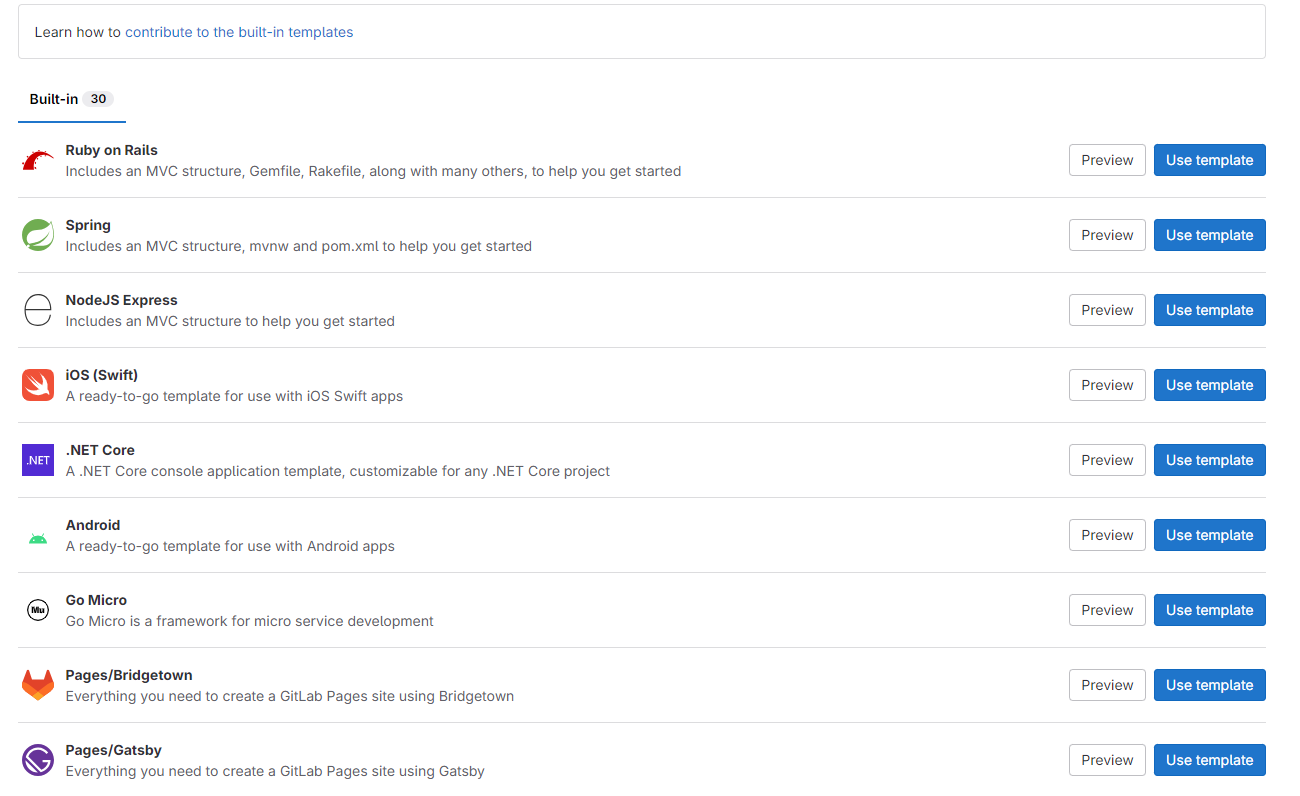 Learn how to contribute to the built-in templates
Built-in 30
Ruby on Rails
Includes an MVC structure, Gemfile, Rakefile, along with many others, to help you get started
Preview Use template
Spring
Includes an MVC structure, mvnw and pom.xml to help you get started
Preview Use template
NodeJS Express
Includes an MVC structure to help you get started
Preview Use template
iOS (Swift)
A ready-to-go template for use with iOS Swift apps
Preview Use template
.NET
.NET Core
A .NET Core console application template, customizable for any .NET Core project
Preview Use template
Android
A ready-to-go template for use with Android apps
Preview Use template
Mu
Go Micro
Go Micro is a framework for micro service development
Preview Use template
Pages/Bridgetown
Everything you need to create a GitLab Pages site using Bridgetown
Preview Use template
Pages/Gatsby
Everything you need to create a GitLab Pages site using Gatsby
Preview Use template